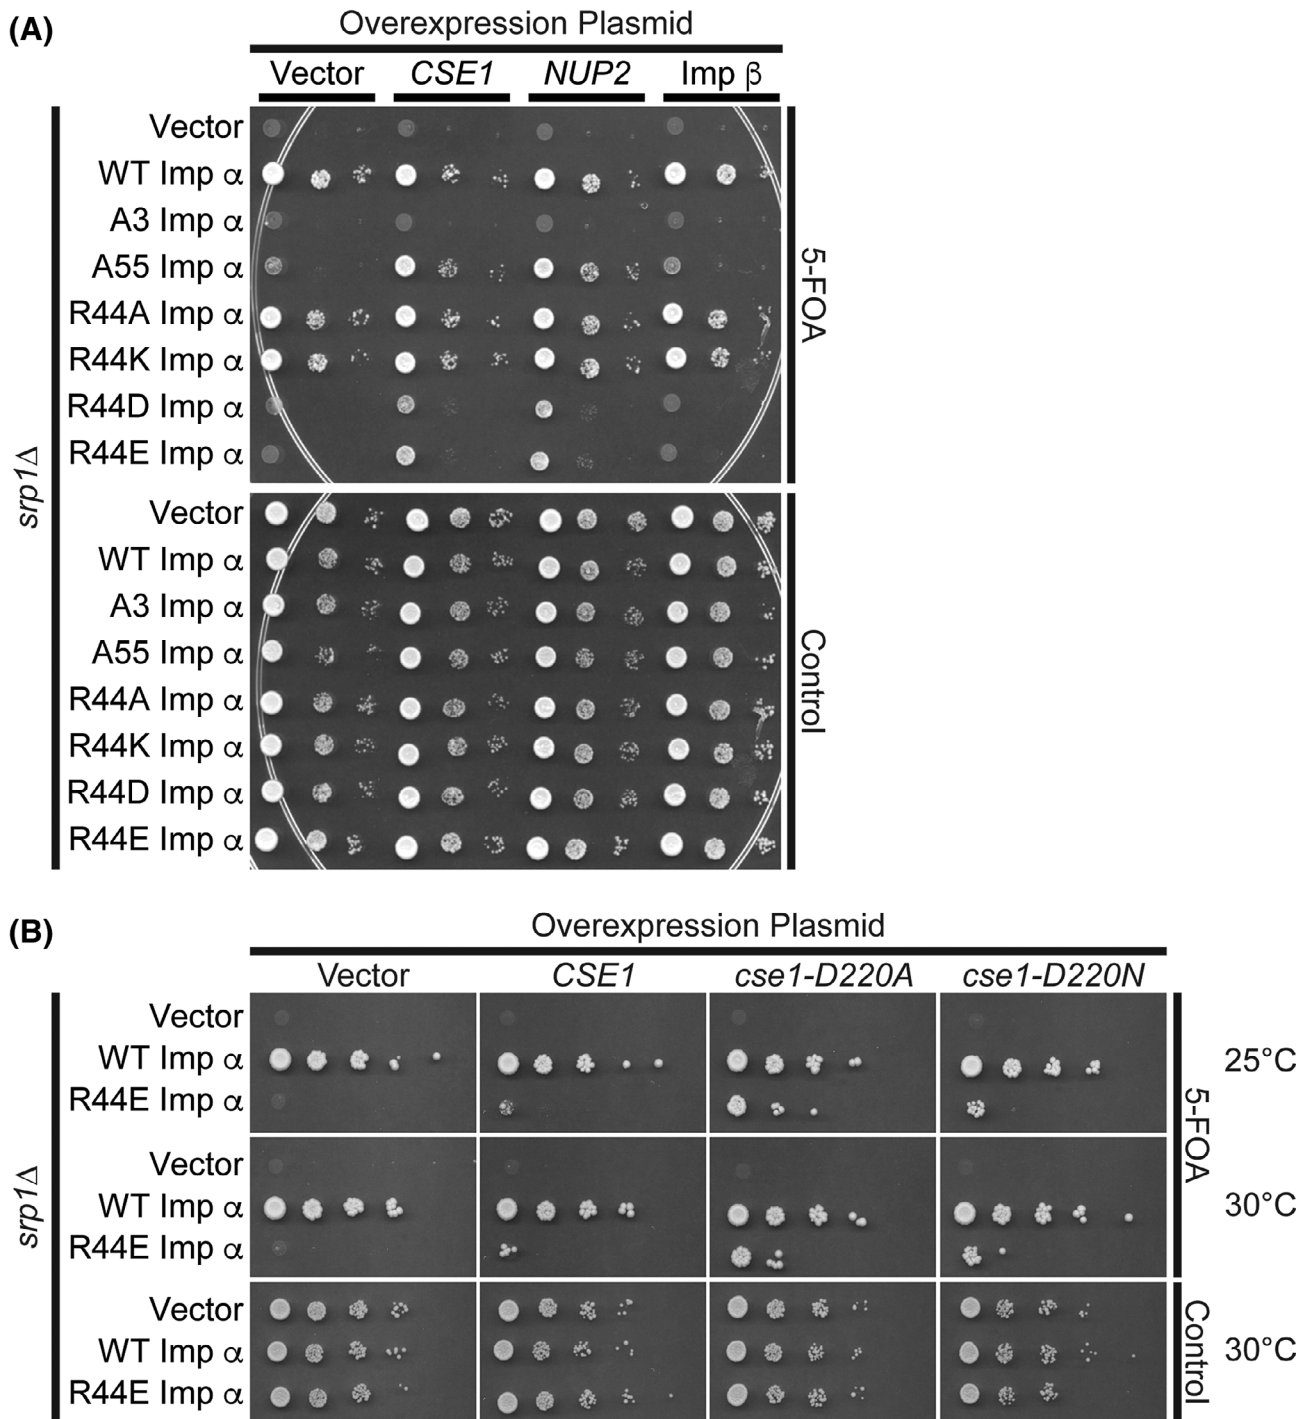 (A)
Overexpression Plasmid
Vector CSE1 NUP2 Imp β
Vector
WT Imp α
A3 Imp α
A55 Imp α
R44A Imp α
R44K Imp α
R44D Imp α
R44E Imp α
5-FOA
srp1Δ
Vector
WT Imp α
A3 Imp α
A55 Imp α
R44A Imp α
R44K Imp α
R44D Imp α
R44E Imp α
Control
(B)
Overexpression Plasmid
Vector CSE1 cse1-D220A cse1-D220N
Vector
WT Imp α 25°C
R44E Imp α
5-FOA
Vector
WT Imp α 30°C
R44E Imp α
srp1Δ
Vector
WT Imp α 30°C
R44E Imp α
Control